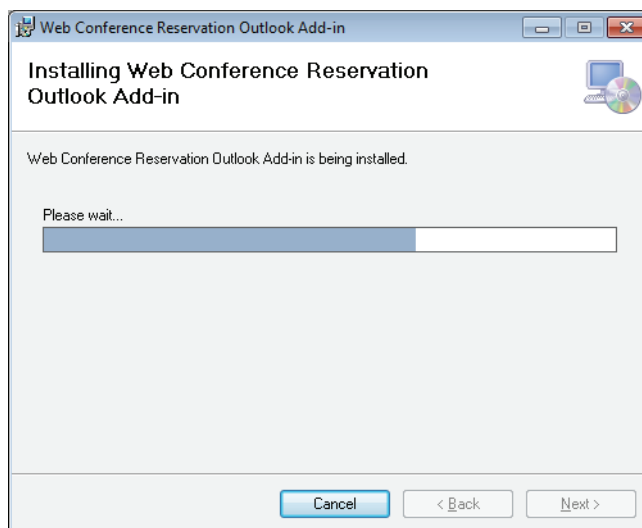 Web Conference Reservation Outlook Add-in
Installing Web Conference Reservation
Outlook Add-in
Web Conference Reservation Outlook Add-in is being installed.
Please wait...
Cancel
< Back
Next >